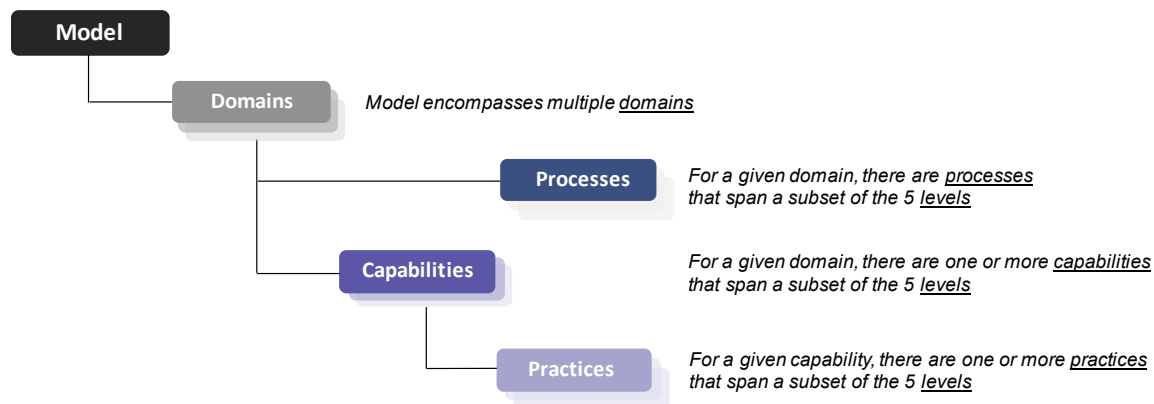 Model
Domains
Model encompasses multiple domains
Processes
For a given domain, there are processes
that span a subset of the 5 levels
Capabilities
For a given domain, there are one or more capabilities
that span a subset of the 5 levels
Practices
For a given capability, there are one or more practices
that span a subset of the 5 levels